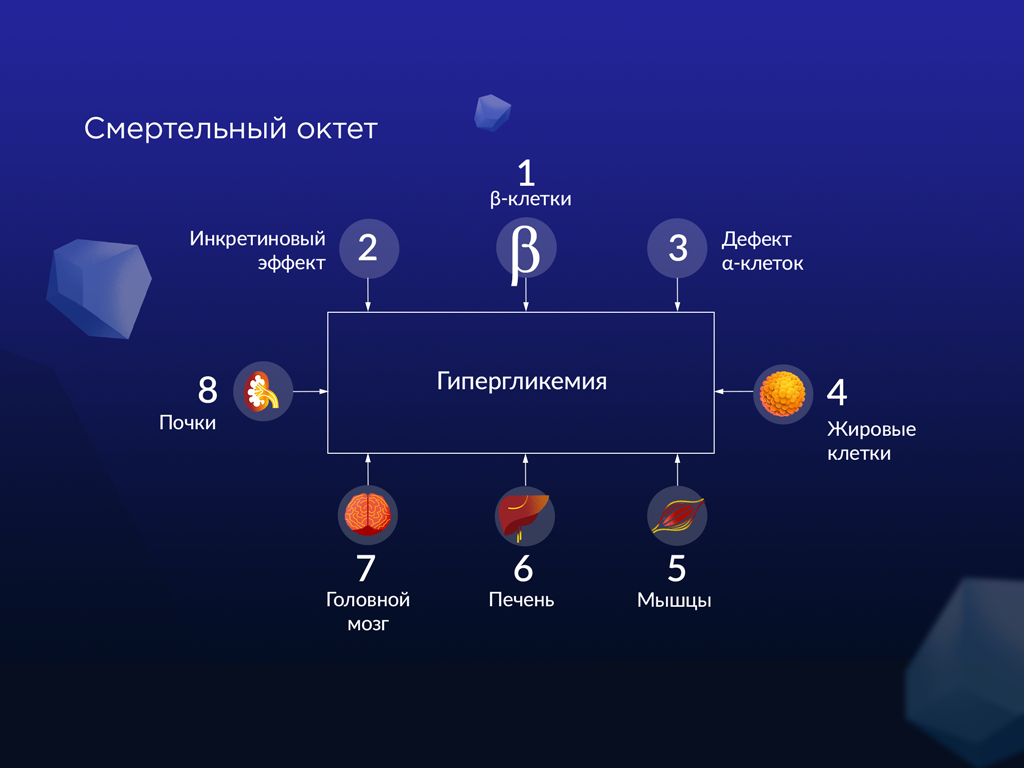 Смертельный октет
1
β-клетки
β
Инкретиновый
эффект
2
3
Дефект
α-клеток
Гипергликемия
8
Почки
4
Жировые
клетки
7
Головной
мозг
6
Печень
5
Мышцы